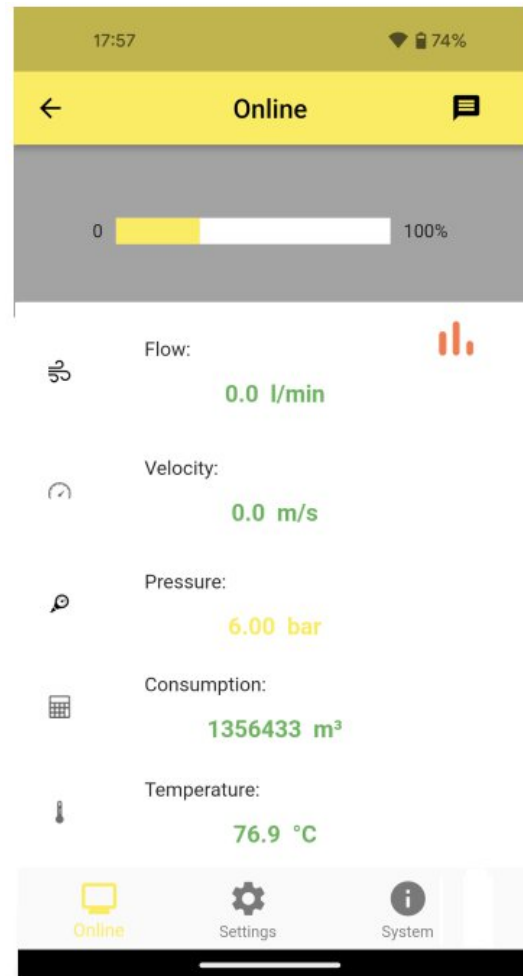 17:57 74%
Online
0 100%
Flow:
0.0 l/min
Velocity:
0.0 m/s
Pressure:
6.00 bar
Consumption:
1356433 m³
Temperature:
76.9 °C
Online Settings System